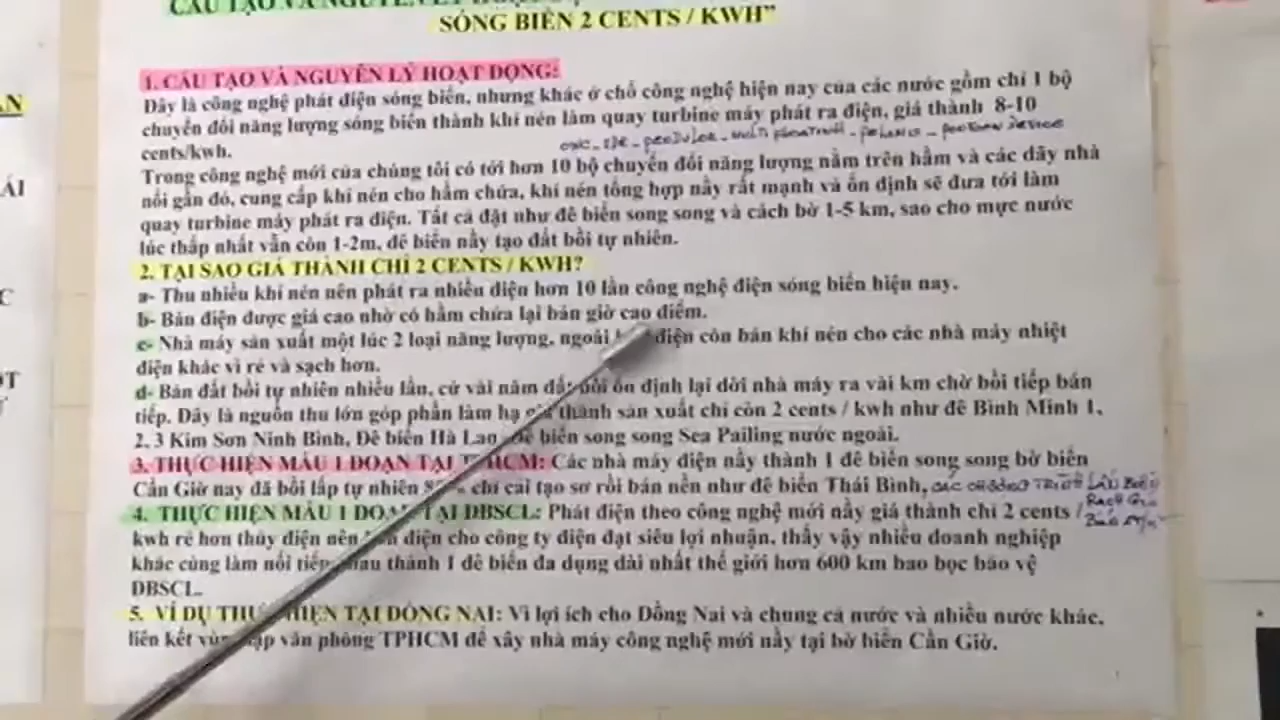 CẤU TẠO VÀ NGUYÊN LÝ
SÓNG BIỂN 2 CENTS / KWH”
1. CẤU TẠO VÀ NGUYÊN LÝ HOẠT ĐỘNG:
Đây là công nghệ phát điện sóng biển, nhưng khác ở chỗ công nghệ hiện nay của các nước gồm chỉ 1 bộ
chuyển đổi năng lượng sóng biển thành khí nén làm quay turbine máy phát ra điện, giá thành 8-10
cents/kwh.
Trong công nghệ mới của chúng tôi có tới hơn 10 bộ chuyển đổi năng lượng nằm trên hầm và các dãy nhà
nổi gần đó, cung cấp khí nén cho hầm chứa, khí nén tổng hợp nầy rất mạnh và ổn định sẽ đưa tới làm
quay turbine máy phát ra điện. Tất cả đặt như đê biển song song và cách bờ 1-5 km, sao cho mực nước
lúc thấp nhất vẫn còn 1-2m, đê biển nầy tạo đất bồi tự nhiên.
2. TẠI SAO GIÁ THÀNH CHỈ 2 CENTS / KWH?
a- Thu nhiều khí nén nên phát ra nhiều điện hơn 10 lần công nghệ điện sóng biển hiện nay.
b- Bán điện được giá cao nhờ có hầm chứa lại bán giờ cao điểm.
c- Nhà máy sản xuất một lúc 2 loại năng lượng, ngoài điện còn bán khí nén cho các nhà máy nhiệt
điện khác vì rẻ và sạch hơn.
d- Bán đất bồi tự nhiên nhiều lần, cứ vài năm đất bồi ổn định lại dời nhà máy ra vài km chờ bồi tiếp bán
tiếp. Đây là nguồn thu lớn góp phần làm hạ giá thành sản xuất chỉ còn 2 cents / kwh như đê Bình Minh 1,
2, 3 Kim Sơn Ninh Bình, Đê biển Hà Lan, đê biển song song Sea Pailing nước ngoài.
3. THỰC HIỆN MẪU 1 ĐOẠN TẠI TPHCM: Các nhà máy điện nầy thành 1 đê biển song song bờ biển
Cần Giờ nay đã bồi lấp tự nhiên chỉ cải tạo sơ rồi bán nền như đê biển Thái Bình, LẤN BIỂN
4. THỰC HIỆN MẪU 1 ĐOẠN TẠI ĐBSCL: Phát điện theo công nghệ mới nầy giá thành chỉ 2 cents /
kwh rẻ hơn thủy điện nên bán điện cho công ty điện đạt siêu lợi nhuận, thấy vậy nhiều doanh nghiệp
khác cùng làm nối tiếp nhau thành 1 đê biển đa dụng dài nhất thế giới hơn 600 km bao bọc bảo vệ
ĐBSCL.
5. VÍ DỤ THỰC HIỆN TẠI ĐỒNG NAI: Vì lợi ích cho Đồng Nai và chung cả nước và nhiều nước khác,
liên kết văn phòng TPHCM để xây nhà máy công nghệ mới nầy tại bờ biển Cần Giờ.